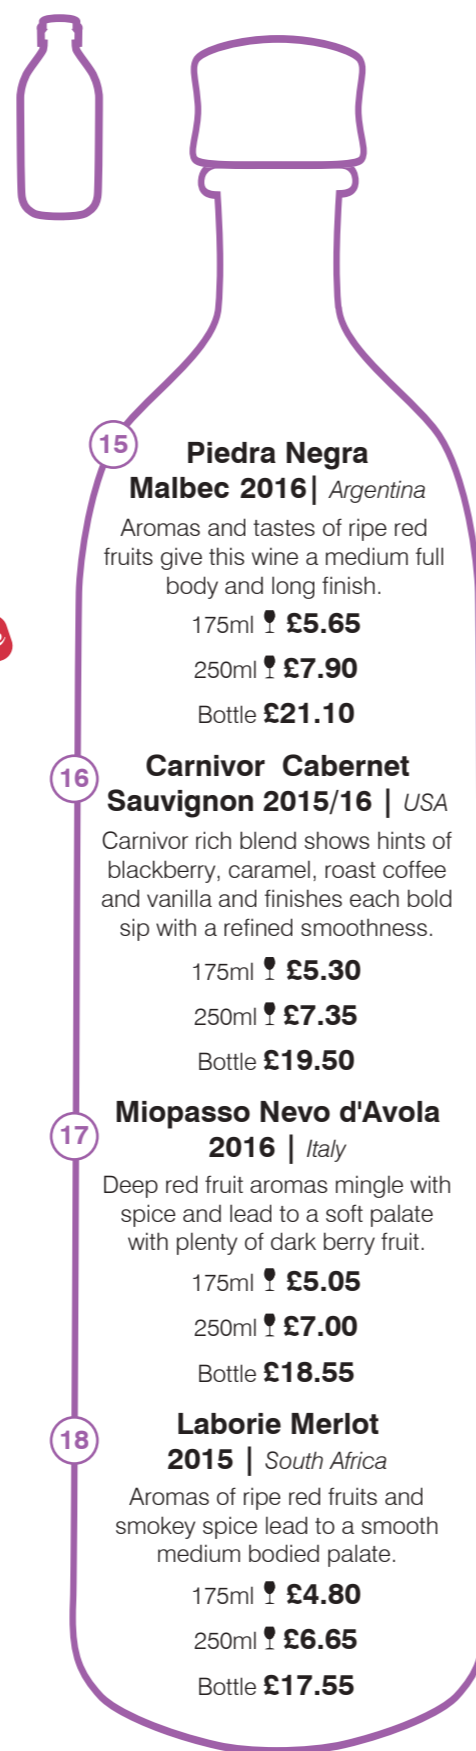 15
Piedra Negra
Malbec 2016| Argentina
Aromas and tastes of ripe red
fruits give this wine a medium full
body and long finish.
175ml £5.65
250ml £7.90
Bottle £21.10
16
Carnivor Cabernet
Sauvignon 2015/16 | USA
Carnivor rich blend shows hints of
blackberry, caramel, roast coffee
and vanilla and finishes each bold
sip with a refined smoothness.
175ml £5.30
250ml £7.35
Bottle £19.50
17
Miopasso Nevo d'Avola
2016 | Italy
Deep red fruit aromas mingle with
spice and lead to a soft palate
with plenty of dark berry fruit.
175ml £5.05
250ml £7.00
Bottle £18.55
18
Laborie Merlot
2015 | South Africa
Aromas of ripe red fruits and
smokey spice lead to a smooth
medium bodied palate.
175ml £4.80
250ml £6.65
Bottle £17.55